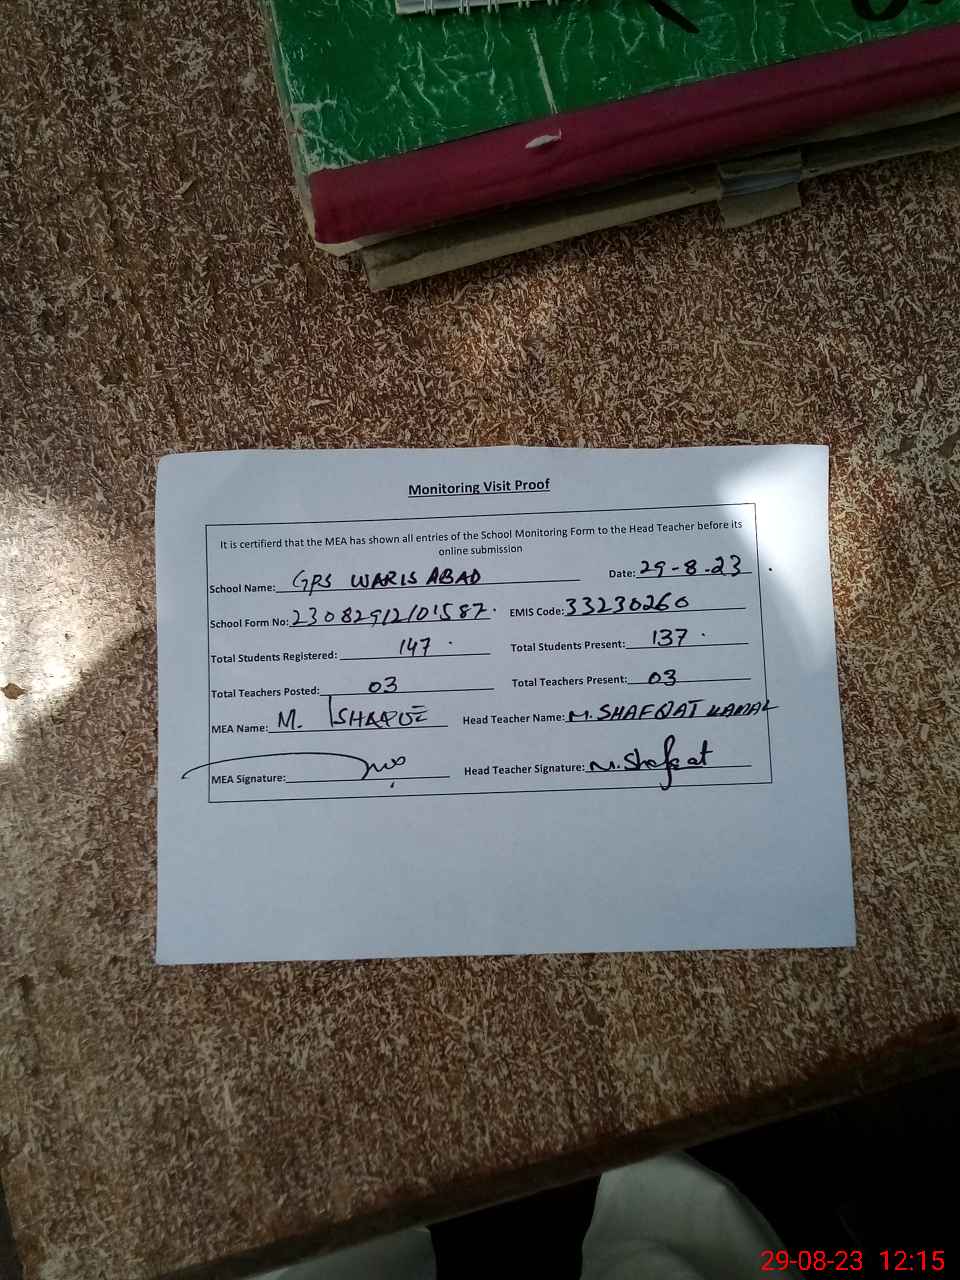 Monitoring Visit Proof
It is certifierd that the MEA has shown all entries of the School Monitoring Form to the Head Teacher before its
online submission
School Name: GPS WARIS ABAD Date: 29-8-23
School Form No: 23082912101587 EMIS Code: 33230260
Total Students Registered: 147 Total Students Present: 137
Total Teachers Posted: 03 Total Teachers Present: 03
MEA Name: M. Head Teacher Name: M. SHAFQAT KAMAL
MEA Signature: Head Teacher Signature: M. Shafqat
29-08-23 12:15